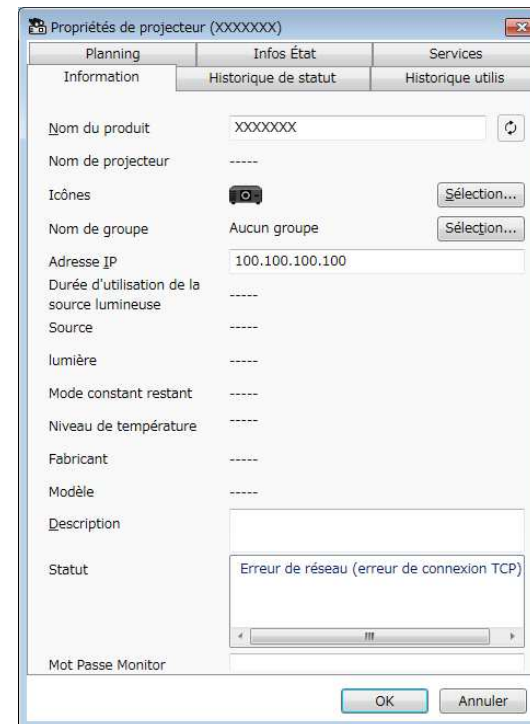 Propriétés de projecteur (XXXXXXX)
Planning Infos État Services
Information Historique de statut Historique utilis
Nom du produit XXXXXXX
Nom de projecteur -----
Icônes Sélection...
Nom de groupe Aucun groupe Sélection...
Adresse IP 100.100.100.100
Durée d'utilisation de la
source lumineuse -----
Source -----
lumière -----
Mode constant restant -----
Niveau de température -----
Fabricant -----
Modèle -----
Description
Statut Erreur de réseau (erreur de connexion TCP)
Mot Passe Monitor
OK Annuler